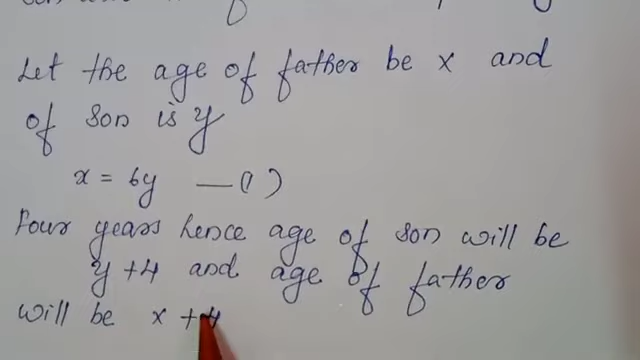 Let the age of father be x and
of son is y
x = 6y —(1)
Four years hence age of son will be
y +4 and age of father
will be x +4